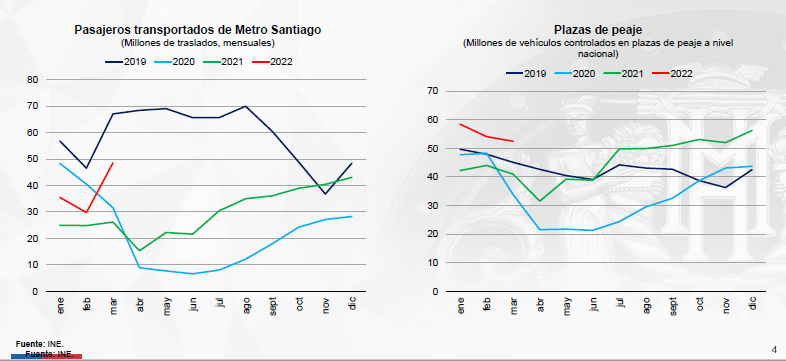 Pasajeros transportados de Metro Santiago
(Millones de traslados, mensuales)
2019 2020 2021 2022
80
70
60
50
40
30
20
10
0
ene feb mar abr may jun jul ago sept oct nov dic
Plazas de peaje
(Millones de vehículos controlados en plazas de peaje a nivel
nacional)
2019 2020 2021 2022
70
60
50
40
30
20
10
0
ene feb mar abr may jun jul ago sept oct nov dic
Fuente: INE.
Fuente: INE.
4